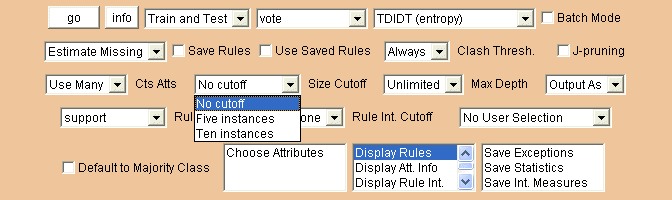 go info Train and Test vote TDIDT (entropy) Batch Mode
Estimate Missing Save Rules Use Saved Rules Always Clash Thresh. J-pruning
Use Many Cts Atts No cutoff Size Cutoff Unlimited Max Depth Output As
No cutoff
Five instances
Ten instances
support Rul one Rule Int. Cutoff No User Selection
Default to Majority Class
Choose Attributes
Display Rules
Display Att. Info
Display Rule Int.
Save Exceptions
Save Statistics
Save Int. Measures